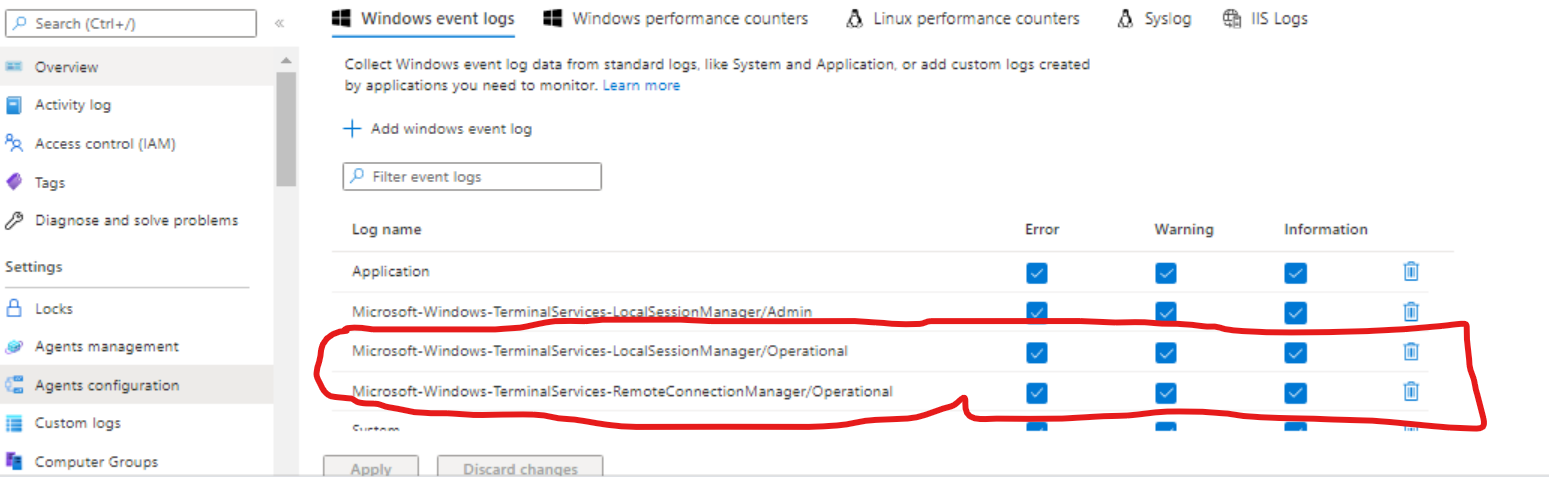 Search (Ctrl+/)
«
Overview
Activity log
Access control (IAM)
Tags
Diagnose and solve problems
Settings
Locks
Agents management
Agents configuration
Custom logs
Computer Groups
Windows event logs Windows performance counters Linux performance counters Syslog IIS Logs
Collect Windows event log data from standard logs, like System and Application, or add custom logs created
by applications you need to monitor. Learn more
Add windows event log
Filter event logs
Log name Error Warning Information
Application
Microsoft-Windows-TerminalServices-LocalSessionManager/Admin
Microsoft-Windows-TerminalServices-LocalSessionManager/Operational
Microsoft-Windows-TerminalServices-RemoteConnectionManager/Operational
System
Apply Discard changes